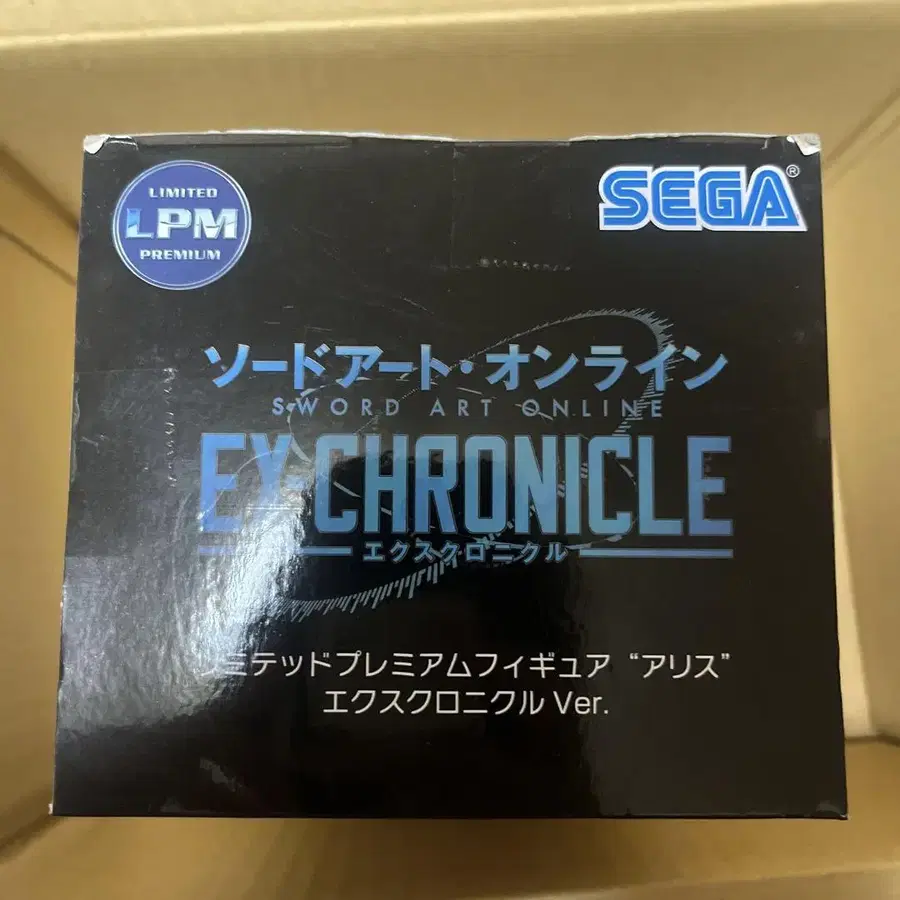 LIMITED
LPM
PREMIUM
SEGA®
ソードアート・オンライン
SWORD ART ONLINE
EX-CHRONICLE
エクスクロニクル
リミテッドプレミアムフィギュア “アリス”
エクスクロニクル Ver.